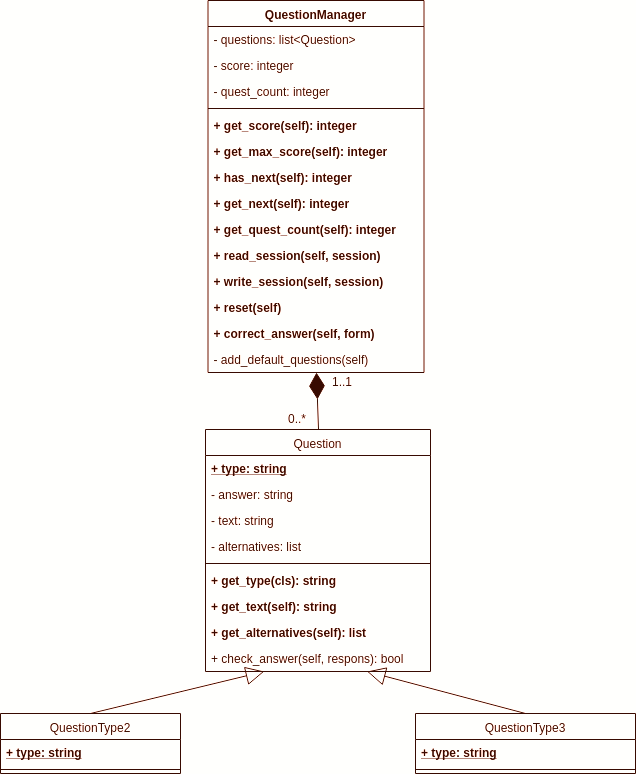 QuestionManager
- questions: list<Question>
- score: integer
- quest_count: integer
+ get_score(self): integer
+ get_max_score(self): integer
+ has_next(self): integer
+ get_next(self): integer
+ get_quest_count(self): integer
+ read_session(self, session)
+ write_session(self, session)
+ reset(self)
+ correct_answer(self, form)
- add_default_questions(self)
1..1
0..*
Question
+ type: string
- answer: string
- text: string
- alternatives: list
+ get_type(cls): string
+ get_text(self): string
+ get_alternatives(self): list
+ check_answer(self, respons): bool
QuestionType2
+ type: string
QuestionType3
+ type: string